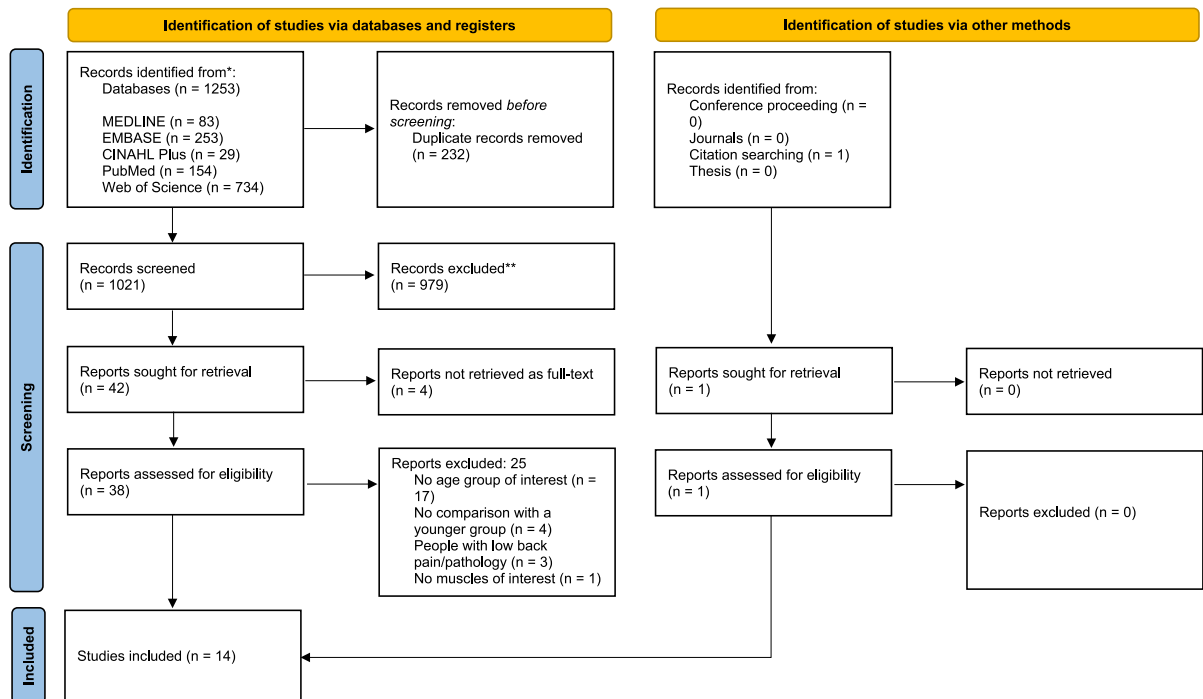 Identification of studies via databases and registers
Identification of studies via other methods
Identification
Records identified from*:
Databases (n = 1253)
MEDLINE (n = 83)
EMBASE (n = 253)
CINAHL Plus (n = 29)
PubMed (n = 154)
Web of Science (n = 734)
Records removed before
screening:
Duplicate records removed
(n = 232)
Records identified from:
Conference proceeding (n =
0)
Journals (n = 0)
Citation searching (n = 1)
Thesis (n = 0)
Screening
Records screened
(n = 1021)
Records excluded**
(n = 979)
Reports sought for retrieval
(n = 42)
Reports not retrieved as full-text
(n = 4)
Reports sought for retrieval
(n = 1)
Reports not retrieved
(n = 0)
Reports assessed for eligibility
(n = 38)
Reports excluded: 25
No age group of interest (n =
17)
No comparison with a
younger group (n = 4)
People with low back
pain/pathology (n = 3)
No muscles of interest (n = 1)
Reports assessed for eligibility
(n = 1)
Reports excluded (n = 0)
Included
Studies included (n = 14)